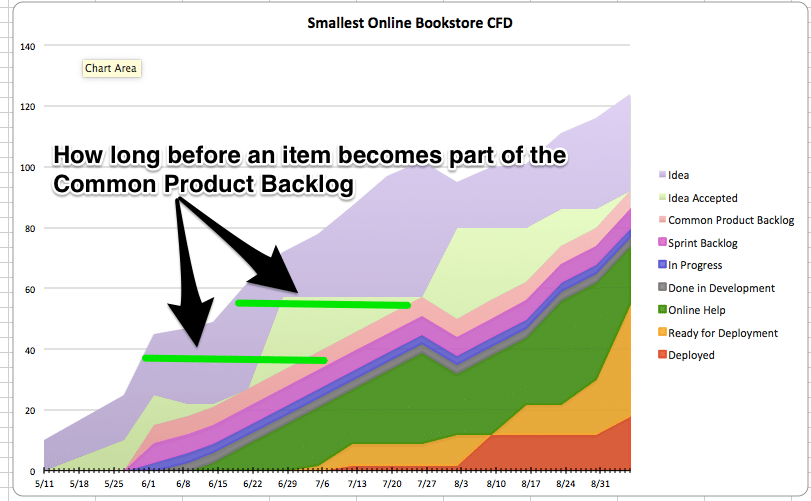 Smallest Online Bookstore CFD
140
Chart Area
120
How long before an item becomes part of the
Common Product Backlog
100
80
60
40
20
0
5/11 5/18 5/25 6/1 6/8 6/15 6/22 6/29 7/6 7/13 7/20 7/27 8/3 8/10 8/17 8/24 8/31
Idea
Idea Accepted
Common Product Backlog
Sprint Backlog
In Progress
Done in Development
Online Help
Ready for Deployment
Deployed